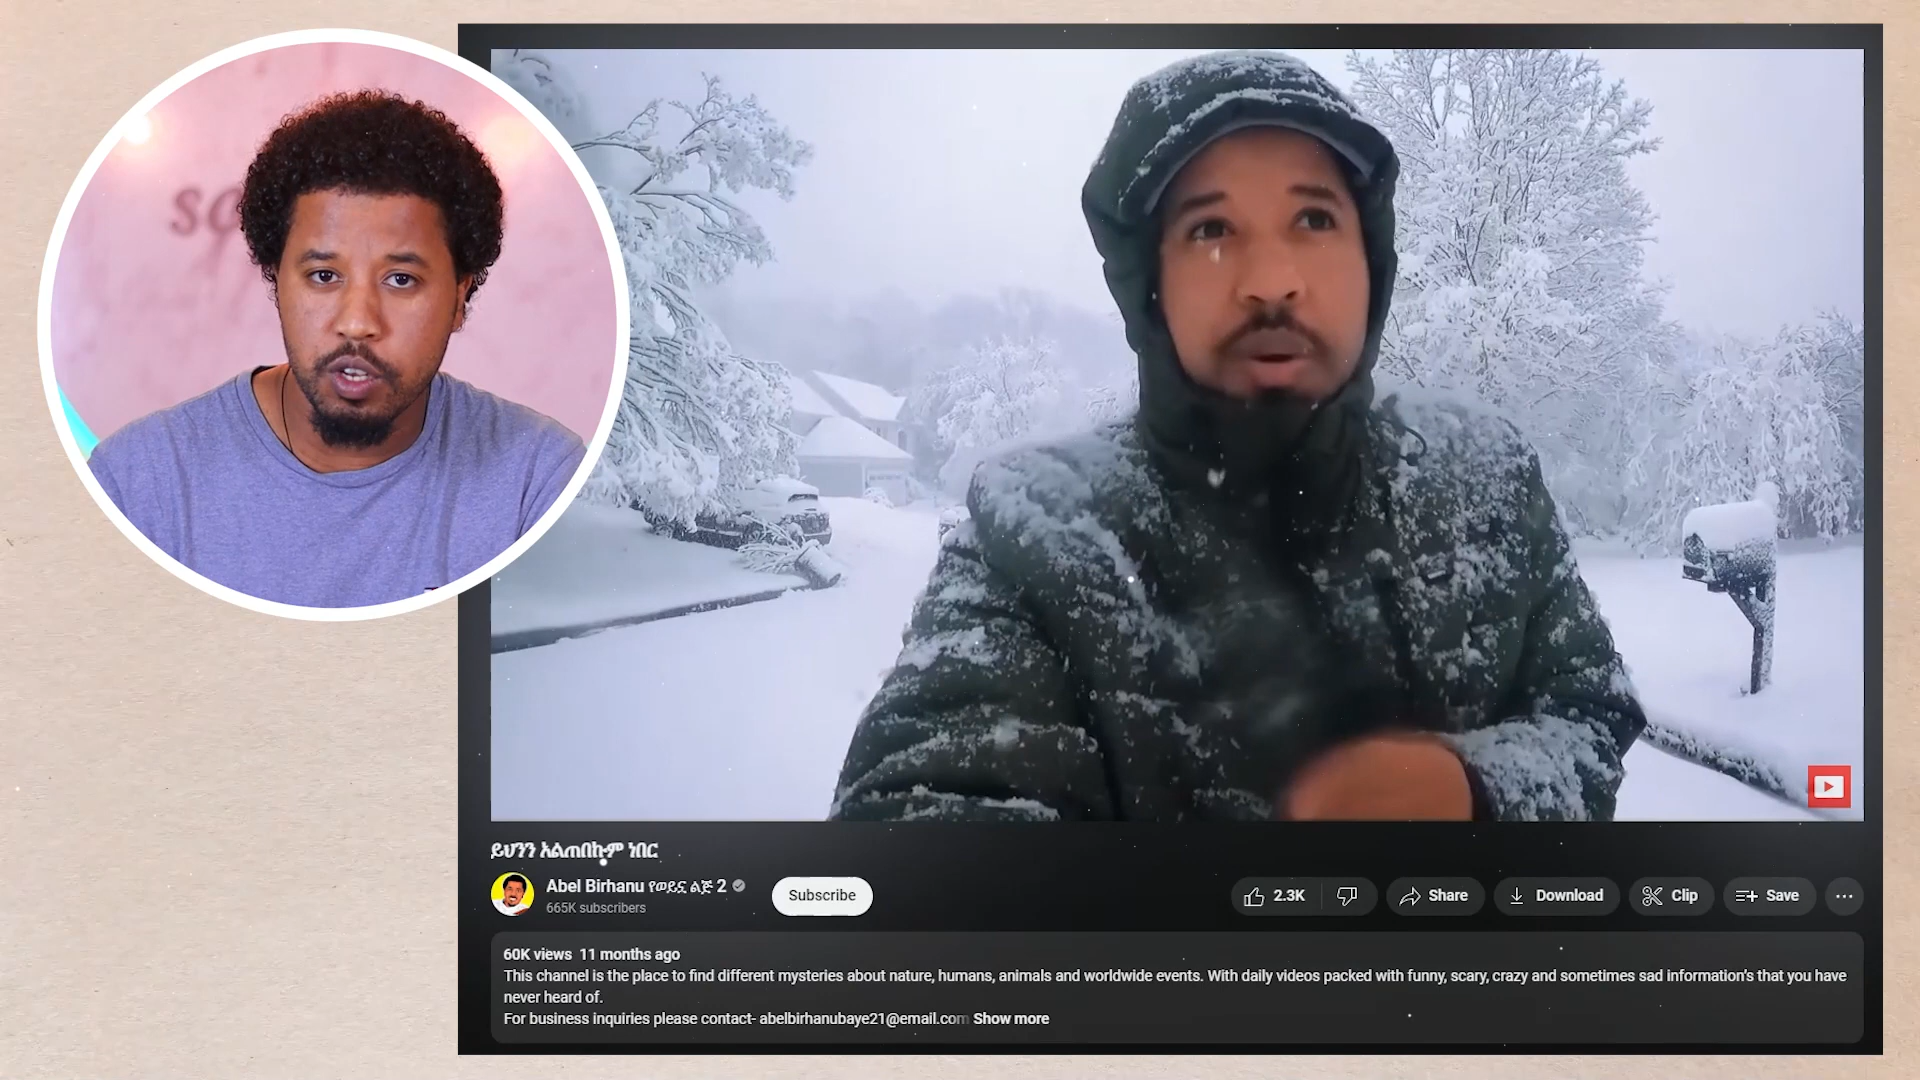 ይህንን አልጠበኩም ነበር
Abel Birhanu የወይኗ ልጅ 2
665K subscribers
Subscribe
2.3K
Share
Download
Clip
Save
60K views 11 months ago
This channel is the place to find different mysteries about nature, humans, animals and worldwide events. With daily videos packed with funny, scary, crazy and sometimes sad information's that you have
never heard of.
For business inquiries please contact- abelbirhanubaye21@email.com Show more